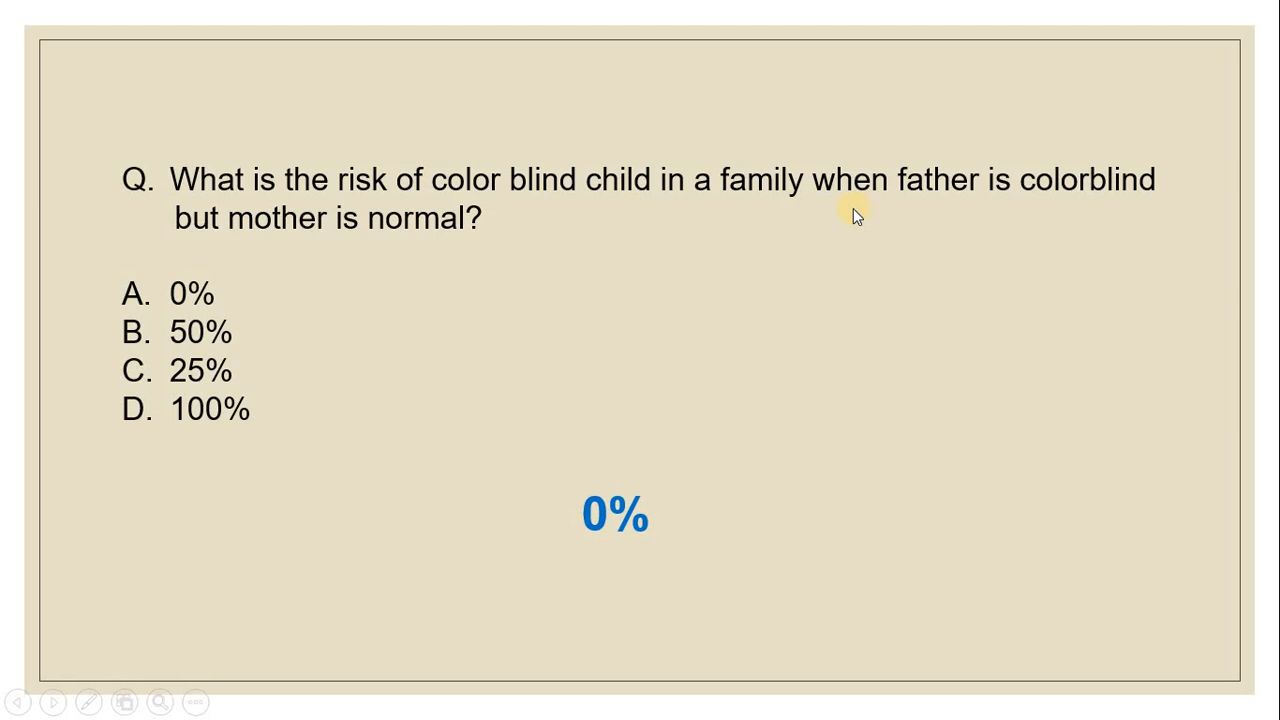 Q. What is the risk of color blind child in a family when father is colorblind
but mother is normal?
A. 0%
B. 50%
C. 25%
D. 100%
0%